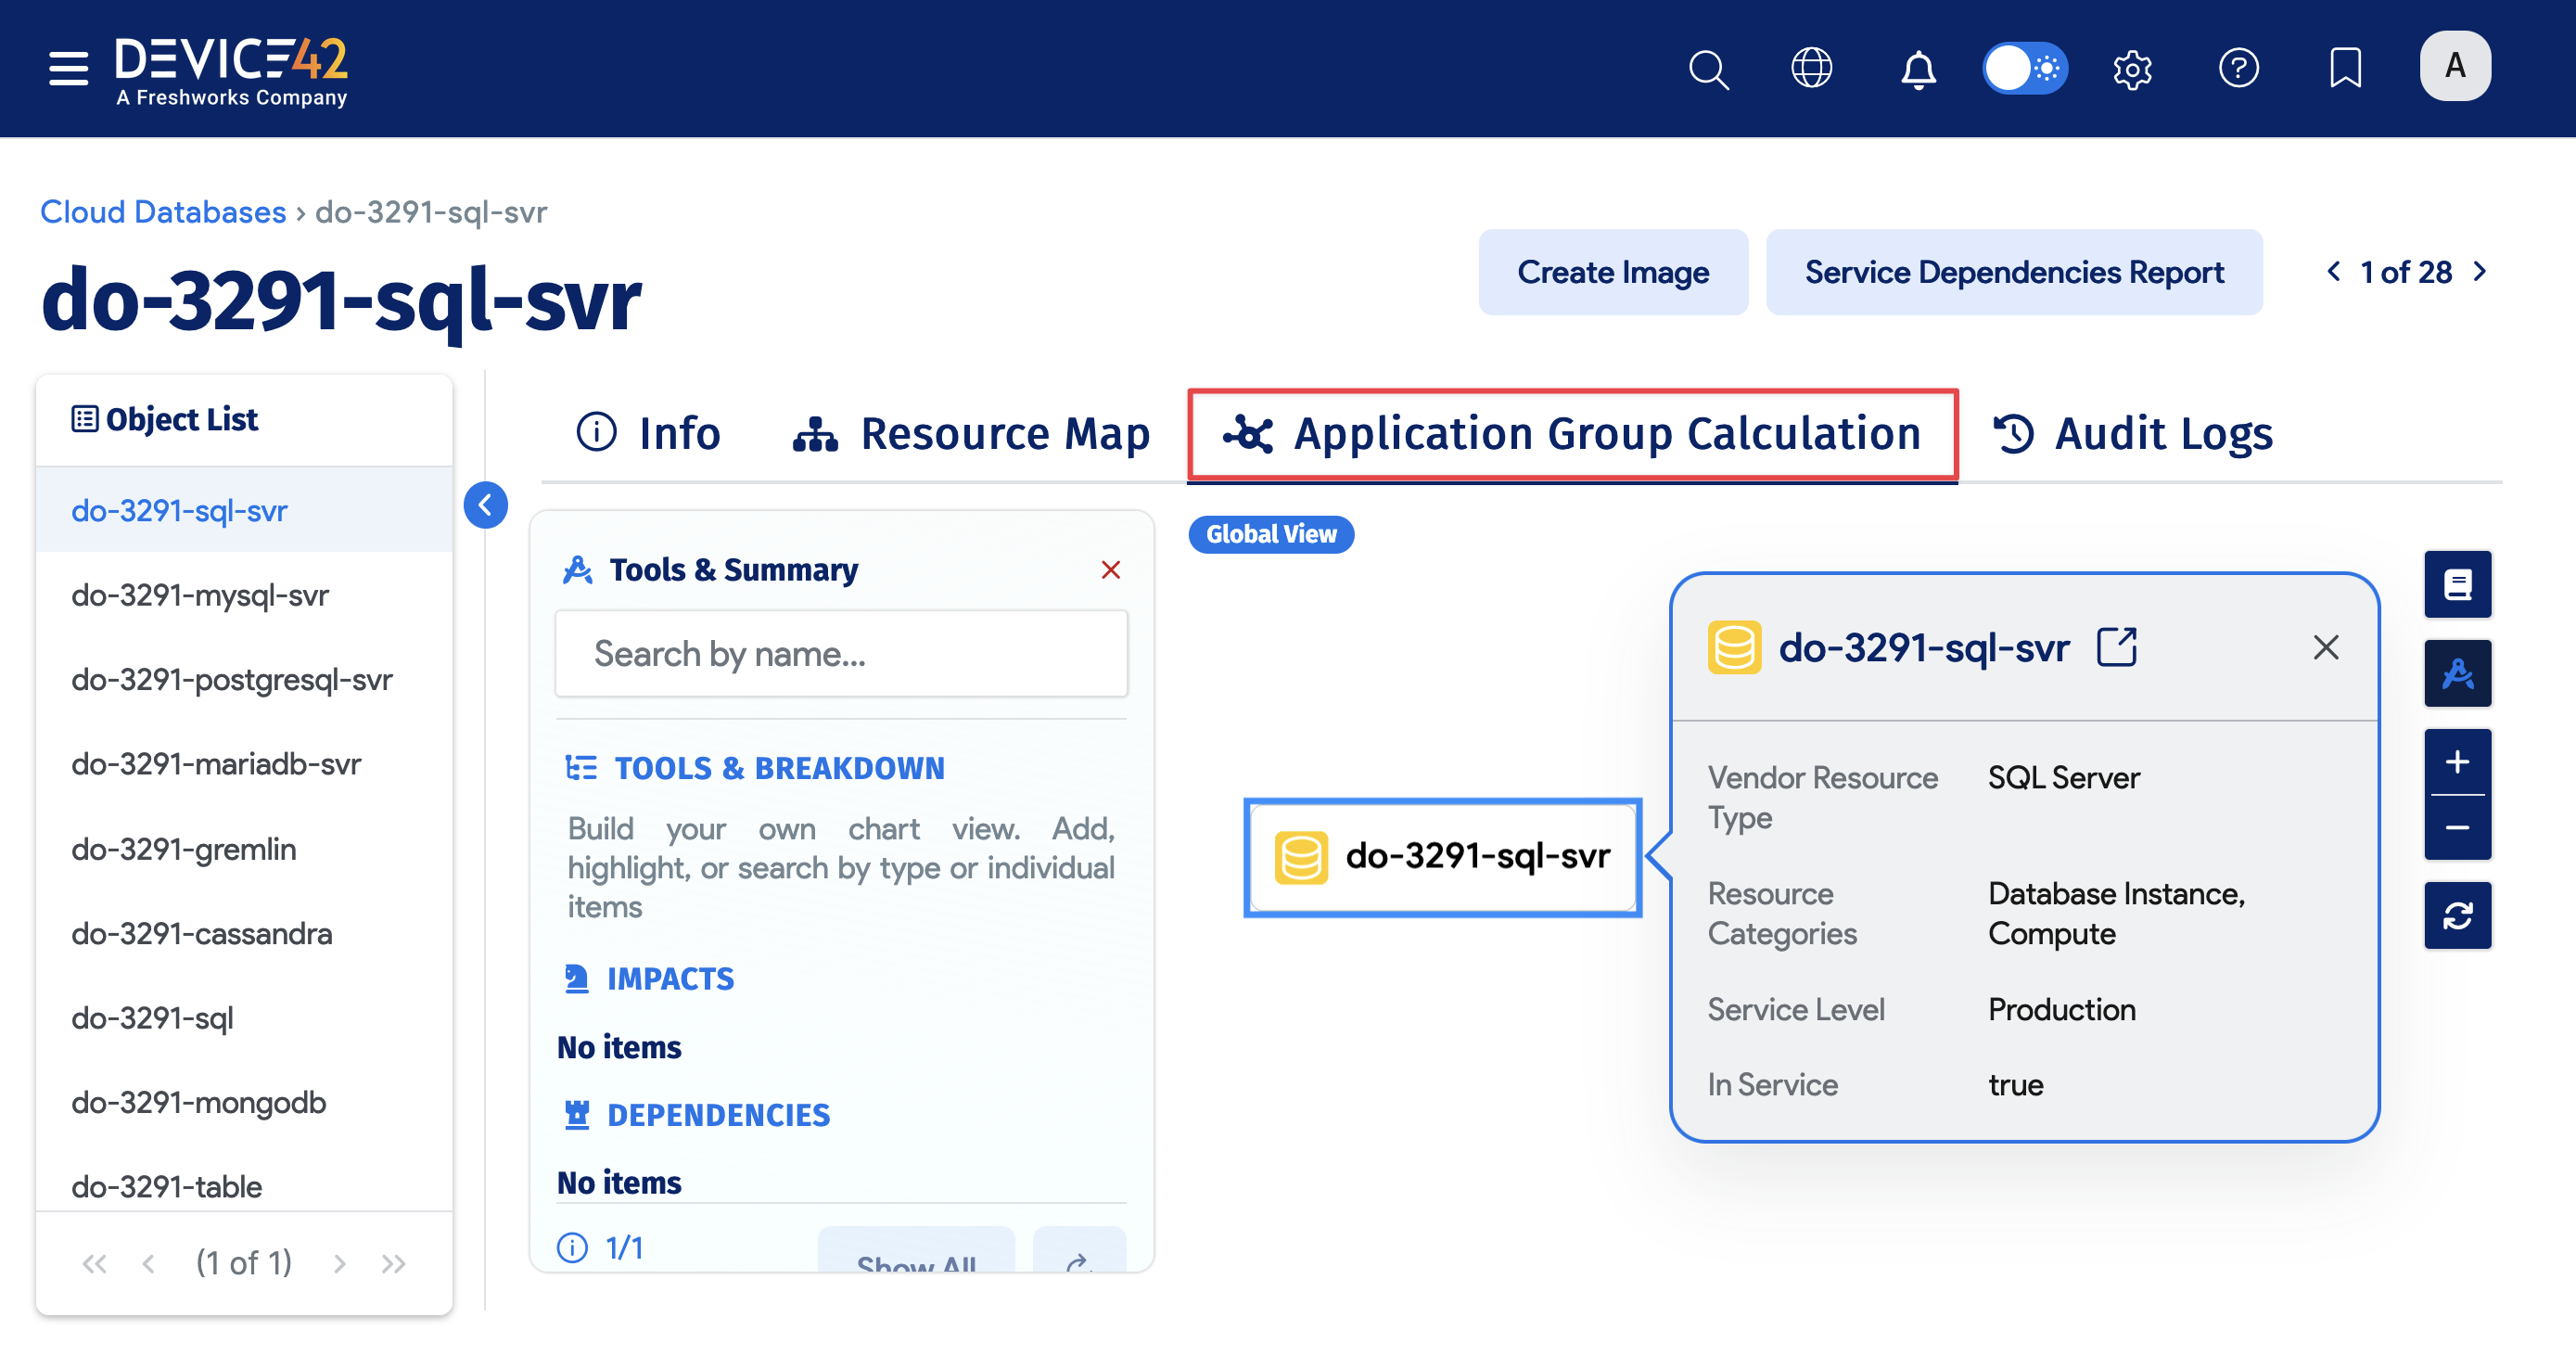 DEVICE42
A Freshworks Company
A
Cloud Databases › do-3291-sql-svr
do-3291-sql-svr
Create Image
Service Dependencies Report
1 of 28
Object List
do-3291-sql-svr
do-3291-mysql-svr
do-3291-postgresql-svr
do-3291-mariadb-svr
do-3291-gremlin
do-3291-cassandra
do-3291-sql
do-3291-mongodb
do-3291-table
(1 of 1)
Info
Resource Map
Application Group Calculation
Audit Logs
Tools & Summary
Search by name...
TOOLS & BREAKDOWN
Build your own chart view. Add,
highlight, or search by type or individual
items
IMPACTS
No items
DEPENDENCIES
No items
1/1
Show All
Global View
do-3291-sql-svr
do-3291-sql-svr
Vendor Resource
Type
SQL Server
Resource
Categories
Database Instance,
Compute
Service Level
Production
In Service
true